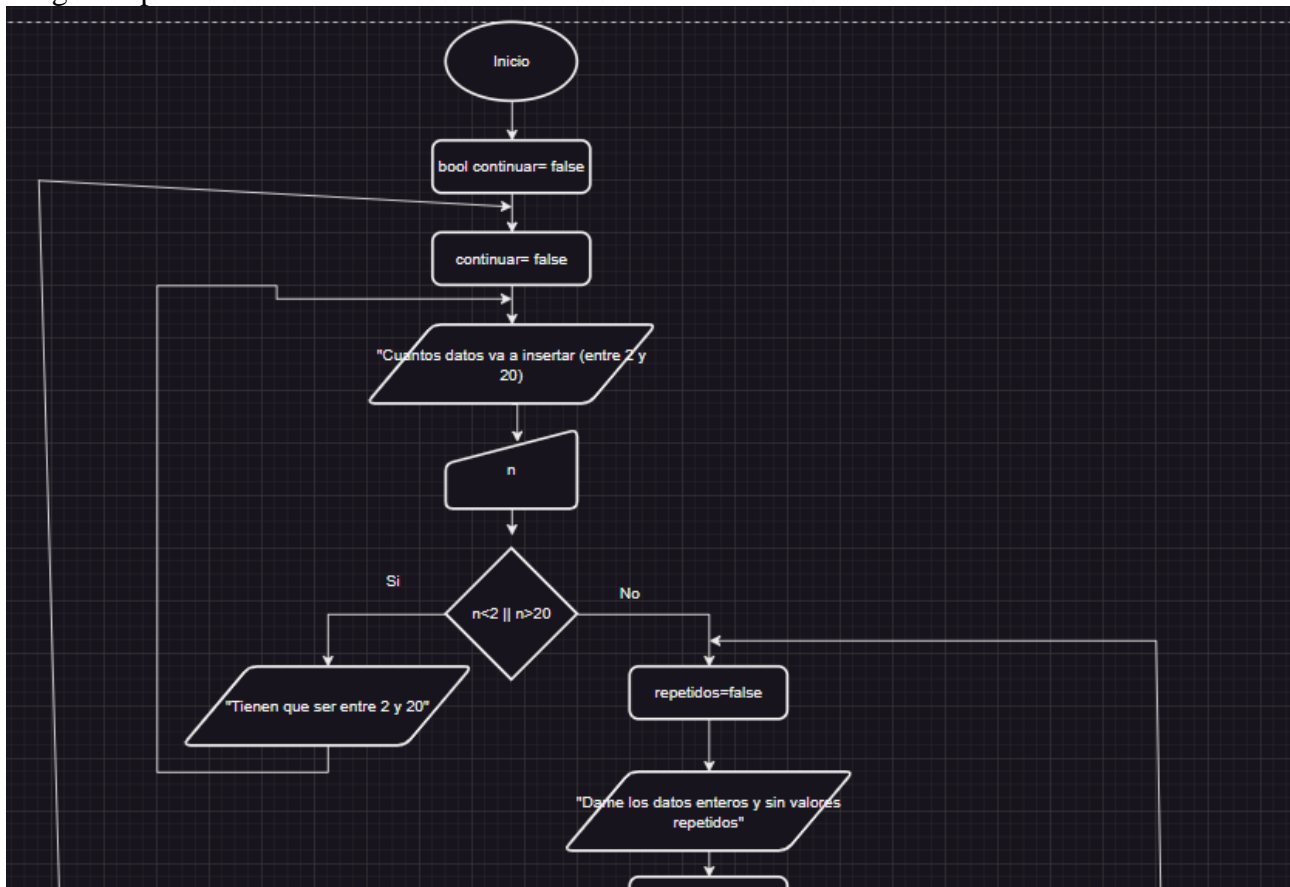 Inicio
bool continuar= false
continuar= false
"Cuantos datos va a insertar (entre 2 y
20)
n
Si
No
n<2 || n>20
"Tienen que ser entre 2 y 20"
repetidos=false
"Dame los datos enteros y sin valores
repetidos"